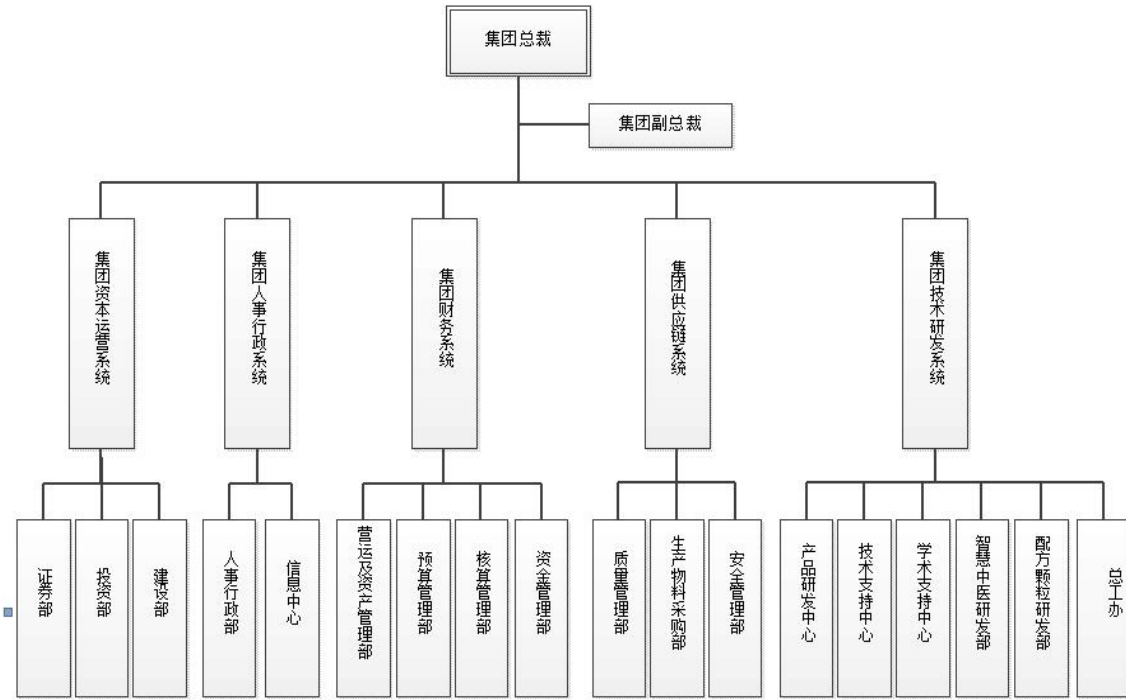 集团总裁
集团副总裁
集团资本运营系统
集团人事行政系统
集团财务系统
集团供应链系统
集团技术研发系统
证券部
投资部
建设部
人事行政部
信息中心
营运及资产管理部
预算管理部
核算管理部
资金管理部
质量管理部
生产物料采购部
安全管理部
产品研发中心
技术支持中心
学术支持中心
智慧中医研发部
配方颗粒研发部
总工办